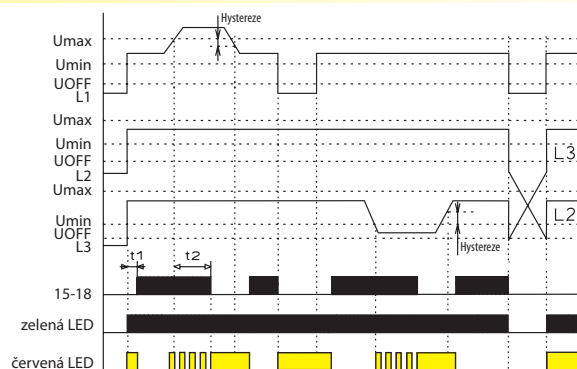 Hystereze
Umax
Umin
UOFF
L1
Umax
Umin
UOFF
L2
L3
Umax
Umin
UOFF
L3
L2
Hystereze
t1
t2
15-18
zelená LED
červená LED